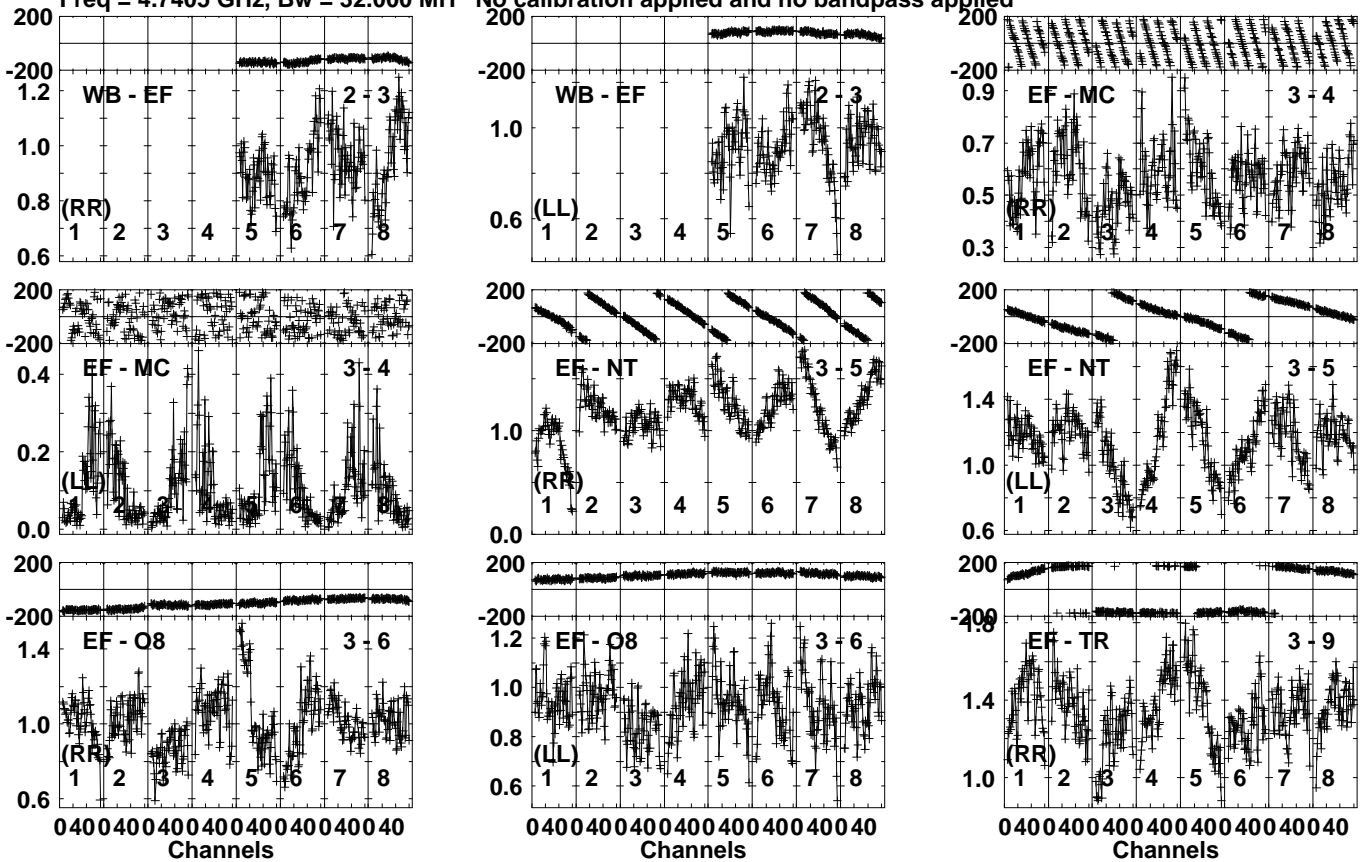 Freq = 4.7405 GHz, Bw = 32.000 MH No calibration applied and no bandpass applied
200 200 200
-200 -200 -200
WB - EF 2 - 3 WB - EF 2 - 3 EF - MC 3 - 4
1.2 1.0 0.9
1.0 0.6 0.7
0.8 0.5
0.6 0.3
(RR) (LL) (RR)
1 2 3 4 5 6 7 8 1 2 3 4 5 6 7 8 1 2 3 4 5 6 7 8
200 200 200
-200 -200 -200
EF - MC 3 - 4 EF - NT 3 - 5 EF - NT 3 - 5
0.4 1.0 1.4
0.2 0.0 1.0
0.0 0.6
(LL) (RR) (LL)
1 2 3 4 5 6 7 8 1 2 3 4 5 6 7 8 1 2 3 4 5 6 7 8
200 200 200
-200 -200 -200
EF - O8 3 - 6 EF - O8 3 - 6 EF - TR 3 - 9
1.4 1.2 1.8
1.0 1.0 1.4
0.6 0.8 1.0
0.6
(RR) (LL) (RR)
1 2 3 4 5 6 7 8 1 2 3 4 5 6 7 8 1 2 3 4 5 6 7 8
0 40 0 40 0 40 0 40 0 40 0 40 0 40 0 40 0 40 0 40 0 40 0 40 0 40 0 40 0 40 0 40 0 40 0 40 0 40 0 40 0 40 0 40 0 40 0 40
Channels Channels Channels